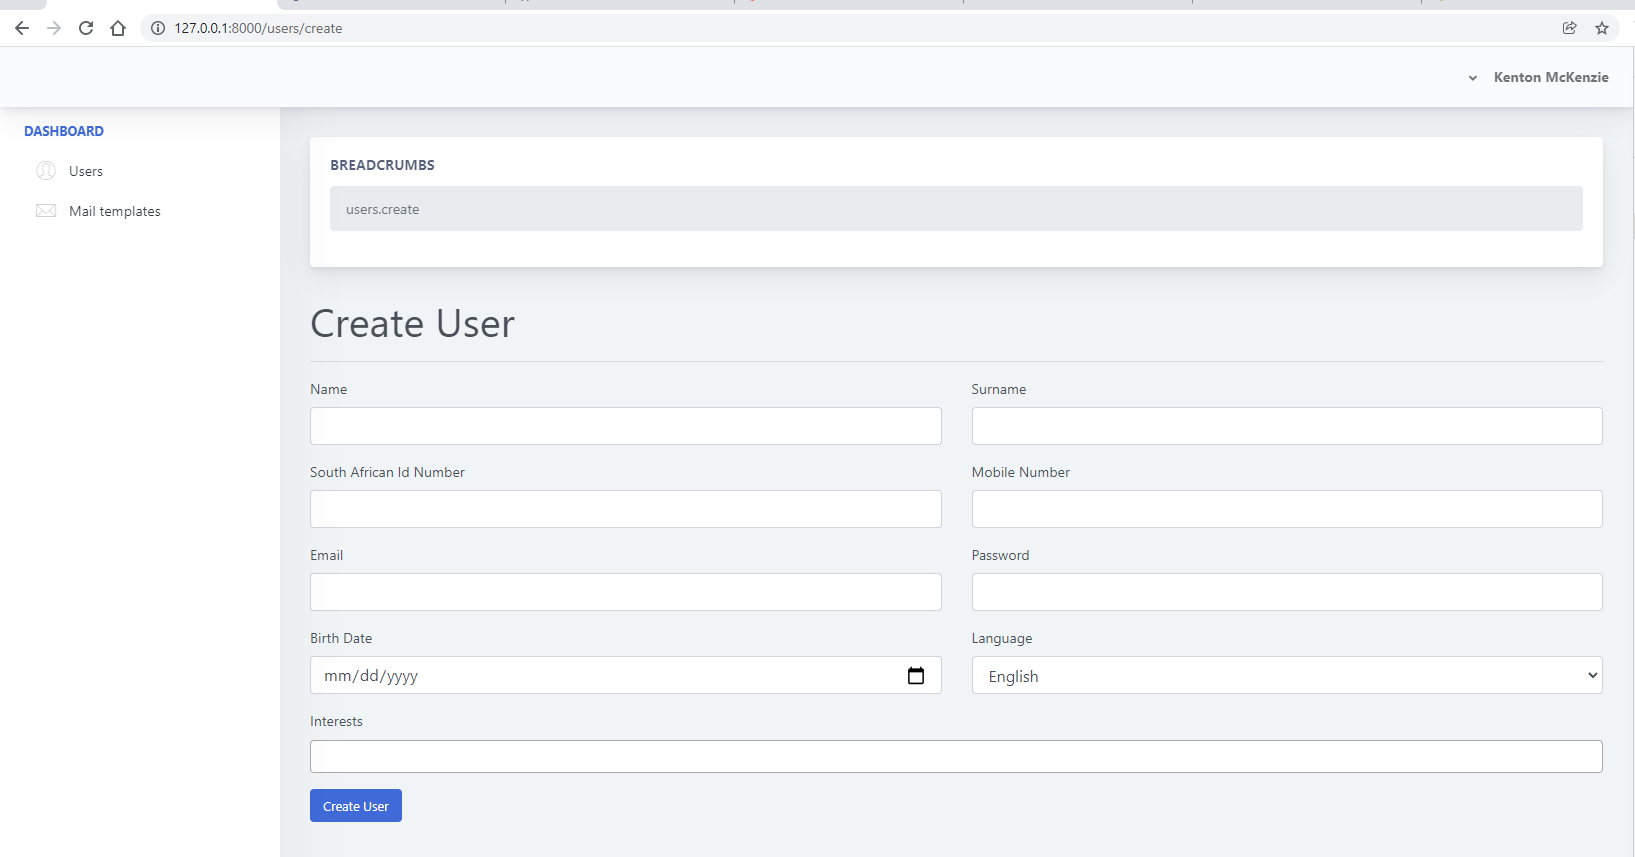 127.0.0.1:8000/users/create
Kenton McKenzie
DASHBOARD
Users
Mail templates
BREADCRUMBS
users.create
Create User
Name
Surname
South African Id Number
Mobile Number
Email
Password
Birth Date
Language
mm/dd/yyyy
English
Interests
Create User